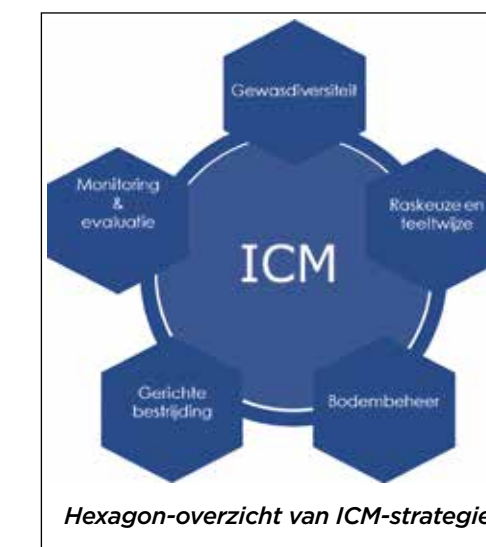 Gewasdiversiteit
Monitoring
&
evaluatie
Raskeuze en
teeltwijze
ICM
Gerichte
bestrijding
Bodembeheer
Hexagon-overzicht van ICM-strategie